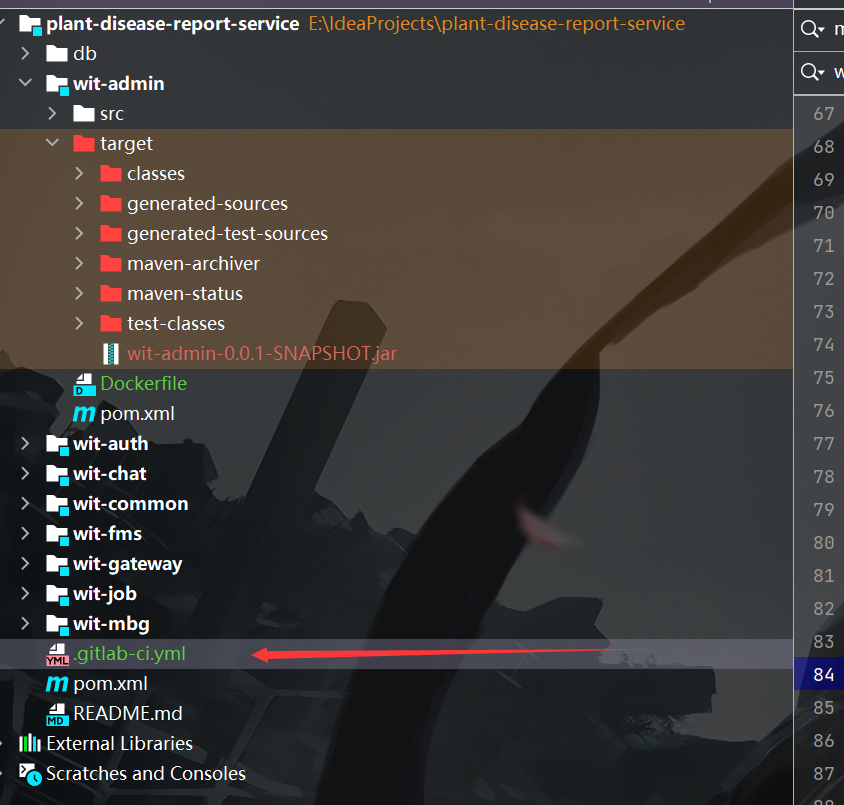 plant-disease-report-service E:\IdeaProjects\plant-disease-report-service
db
wit-admin
src
target
classes
generated-sources
generated-test-sources
maven-archiver
maven-status
test-classes
wit-admin-0.0.1-SNAPSHOT.jar
D Dockerfile
m pom.xml
wit-auth
wit-chat
wit-common
wit-fms
wit-gateway
wit-job
wit-mbg
YML .gitlab-ci.yml
m pom.xml
MD README.md
External Libraries
Scratches and Consoles
67
68
69
70
71
72
73
74
75
76
77
78
79
80
81
82
83
84
85
86
87